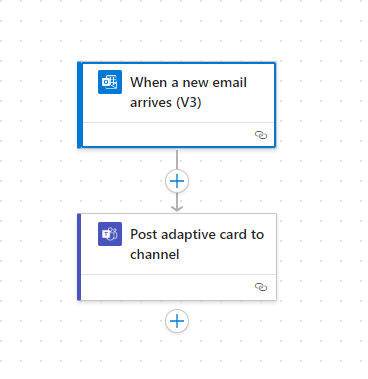 When a new email
arrives (V3)
Post adaptive card to
channel